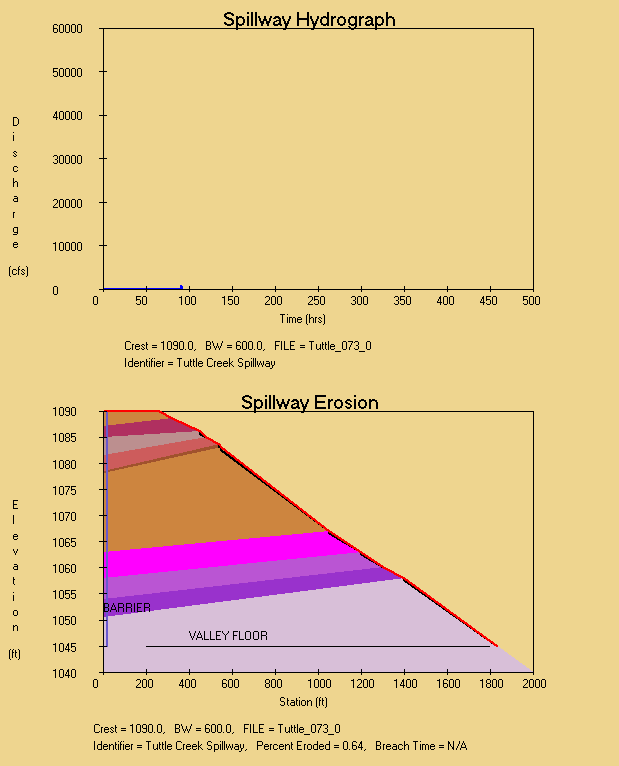 Spillway Hydrograph
60000
50000
40000
30000
20000
10000
0
Discharge
(cfs)
0 50 100 150 200 250 300 350 400 450 500
Time (hrs)
Crest = 1090.0, BW = 600.0, FILE = Tuttle_073_0
Identifier = Tuttle Creek Spillway
Spillway Erosion
1090
1085
1080
1075
1070
1065
1060
1055
1050
1045
1040
Elevation
(ft)
BARRIER
VALLEY FLOOR
0 200 400 600 800 1000 1200 1400 1600 1800 2000
Station (ft)
Crest = 1090.0, BW = 600.0, FILE = Tuttle_073_0
Identifier = Tuttle Creek Spillway, Percent Eroded = 0.64, Breach Time = N/A